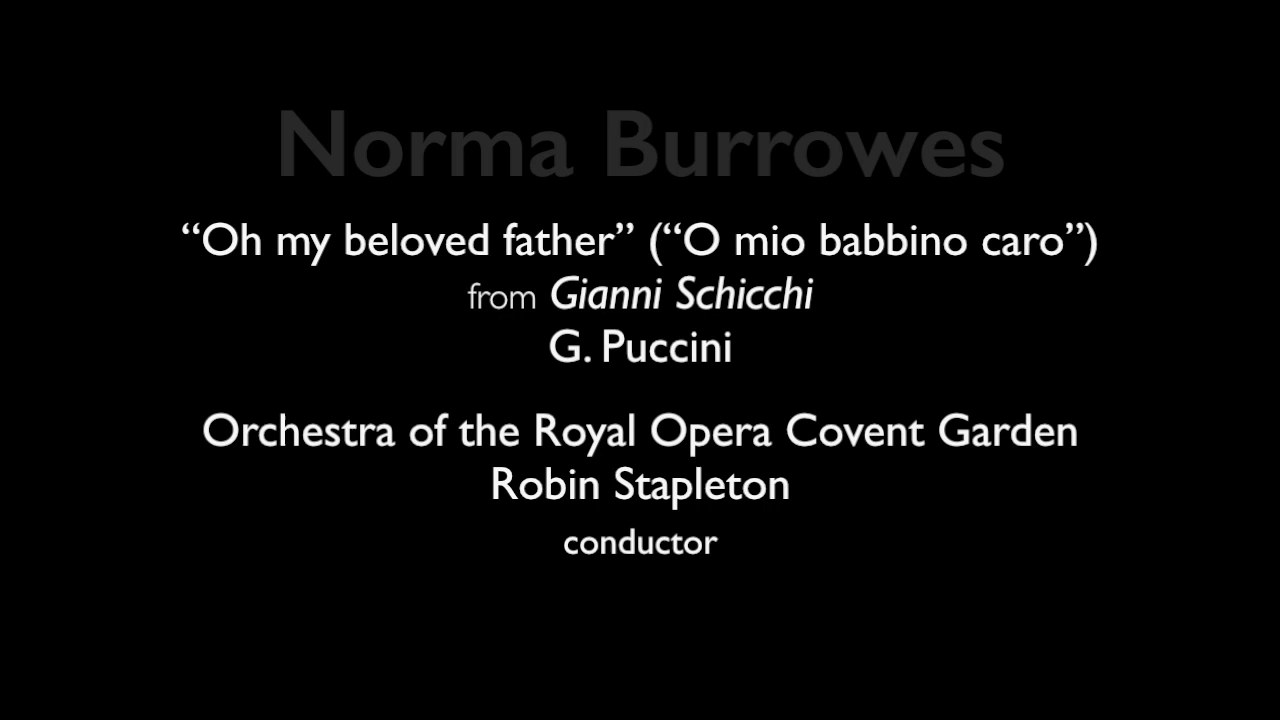 Norma Burrowes
“Oh my beloved father” (“O mio babbino caro”)
from Gianni Schicchi
G. Puccini
Orchestra of the Royal Opera Covent Garden
Robin Stapleton
conductor